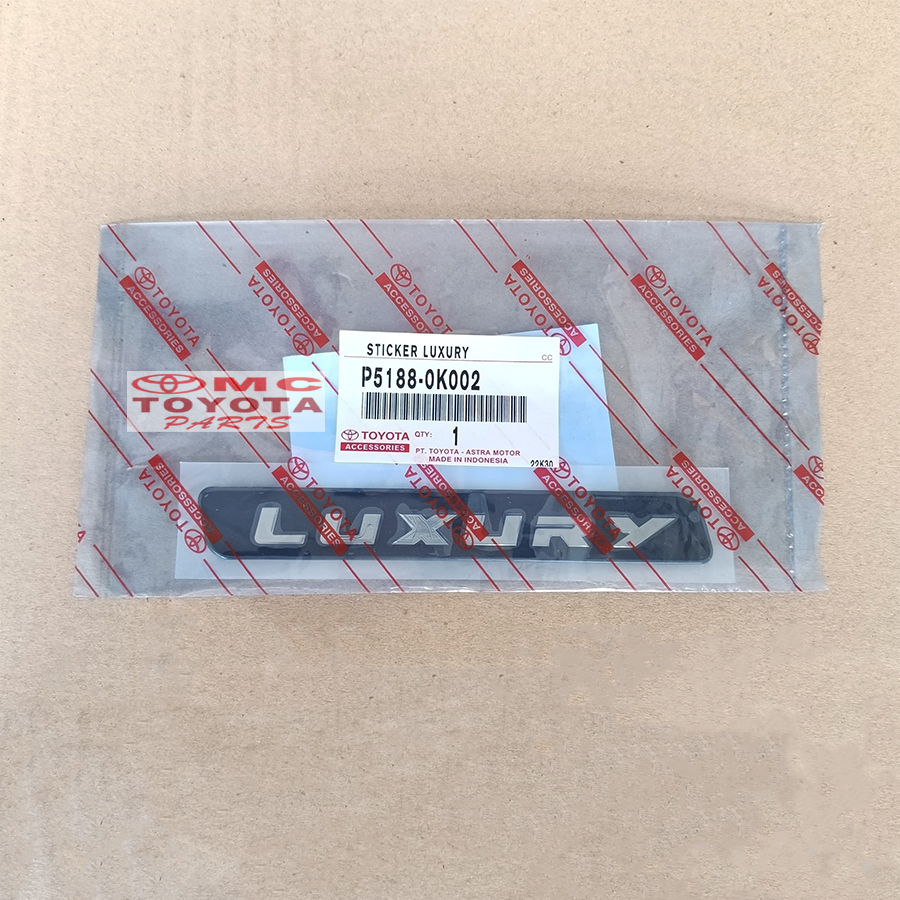 TOYOTA
ACCESSORIES
STICKER LUXURY
CC
P5188-0K002
TOYOTA
ACCESSORIES
QTY: 1
PT. TOYOTA - ASTRA MOTOR
MADE IN INDONESIA
22K30
OMC
TOYOTA
PARTS
LUXURY